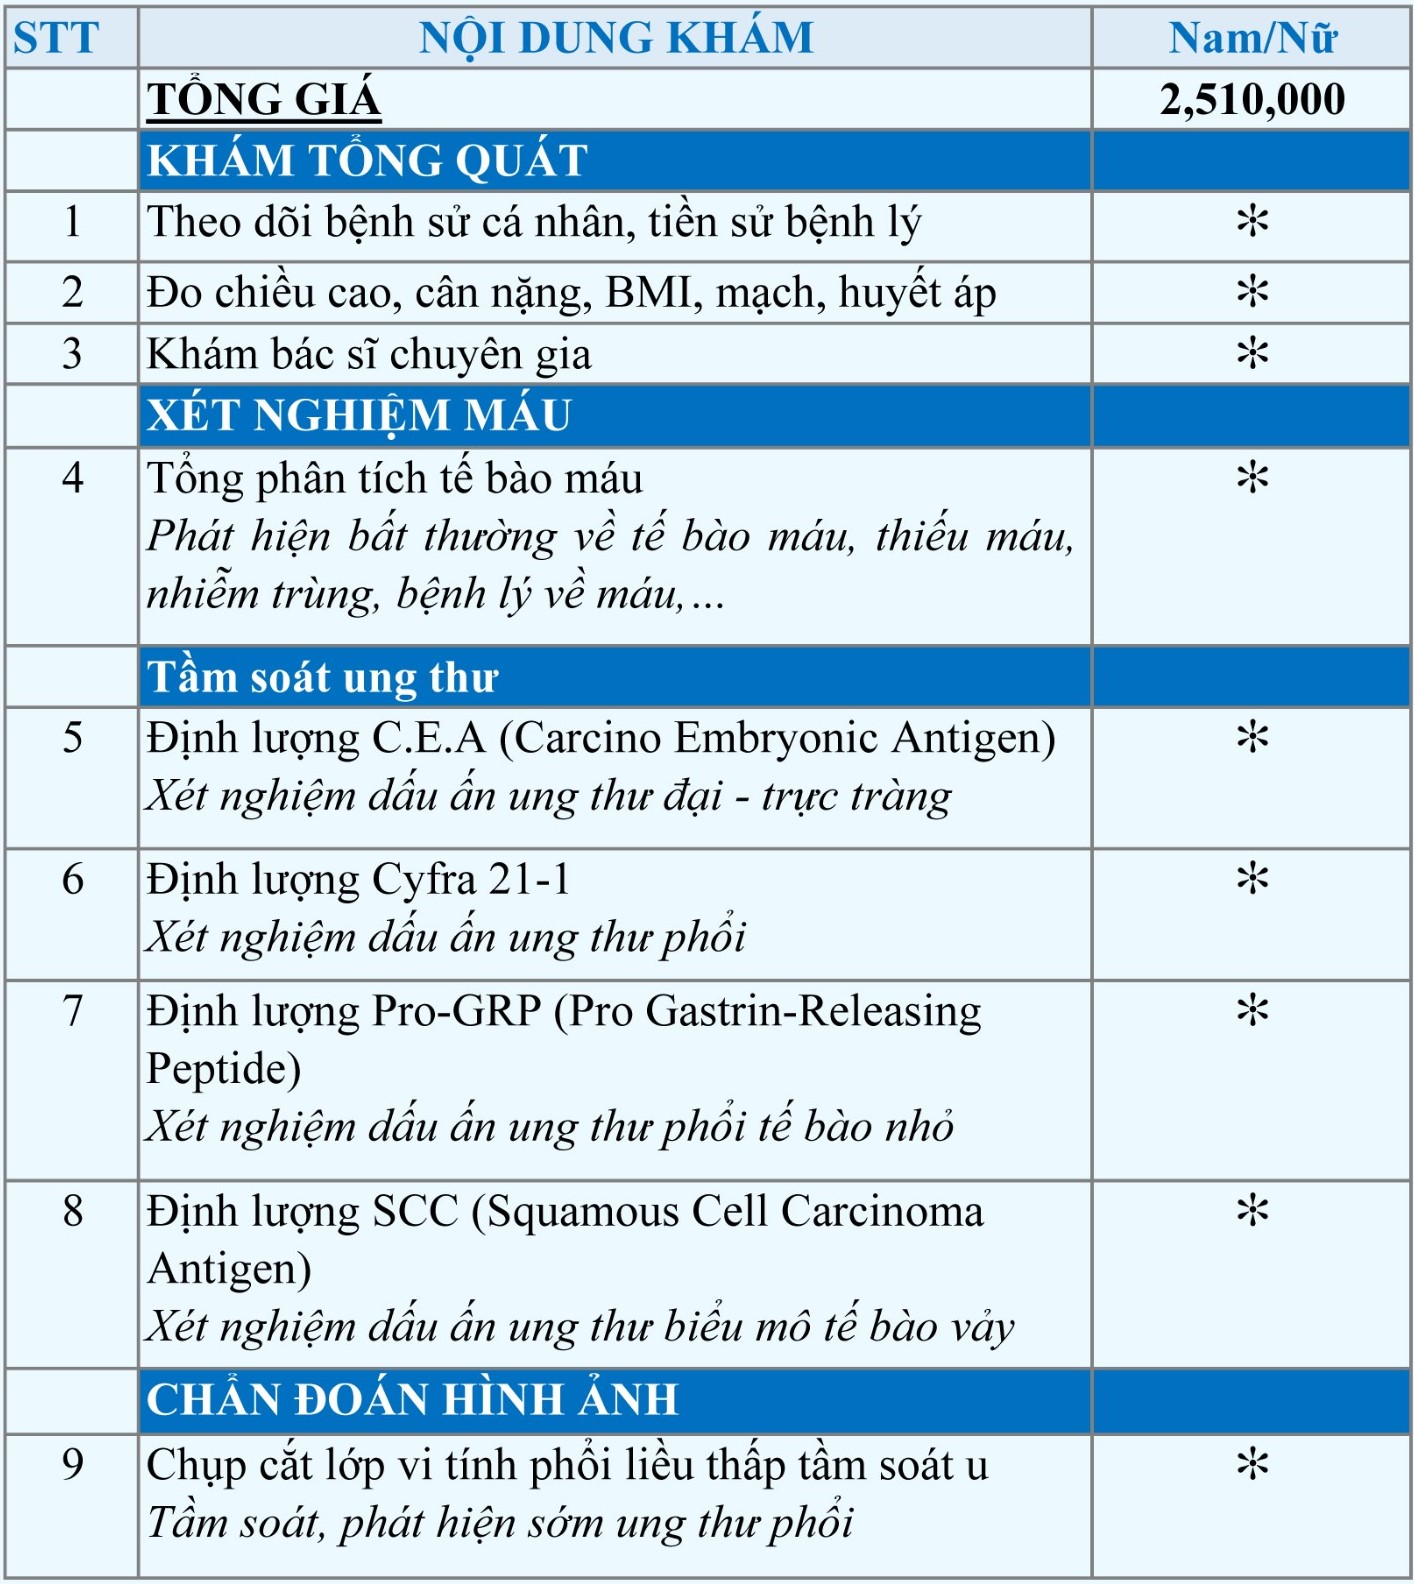 STT NỘI DUNG KHÁM Nam/Nữ
TỔNG GIÁ 2,510,000
KHÁM TỔNG QUÁT
1 Theo dõi bệnh sử cá nhân, tiền sử bệnh lý *
2 Đo chiều cao, cân nặng, BMI, mạch, huyết áp *
3 Khám bác sĩ chuyên gia *
XÉT NGHIỆM MÁU
4 Tổng phân tích tế bào máu *
Phát hiện bất thường về tế bào máu, thiếu máu,
nhiễm trùng, bệnh lý về máu,...
Tầm soát ung thư
5 Định lượng C.E.A (Carcino Embryonic Antigen) *
Xét nghiệm dấu ấn ung thư đại - trực tràng
6 Định lượng Cyfra 21-1 *
Xét nghiệm dấu ấn ung thư phổi
7 Định lượng Pro-GRP (Pro Gastrin-Releasing *
Peptide)
Xét nghiệm dấu ấn ung thư phổi tế bào nhỏ
8 Định lượng SCC (Squamous Cell Carcinoma *
Antigen)
Xét nghiệm dấu ấn ung thư biểu mô tế bào vảy
CHẨN ĐOÁN HÌNH ẢNH
9 Chụp cắt lớp vi tính phổi liều thấp tầm soát u *
Tầm soát, phát hiện sớm ung thư phổi